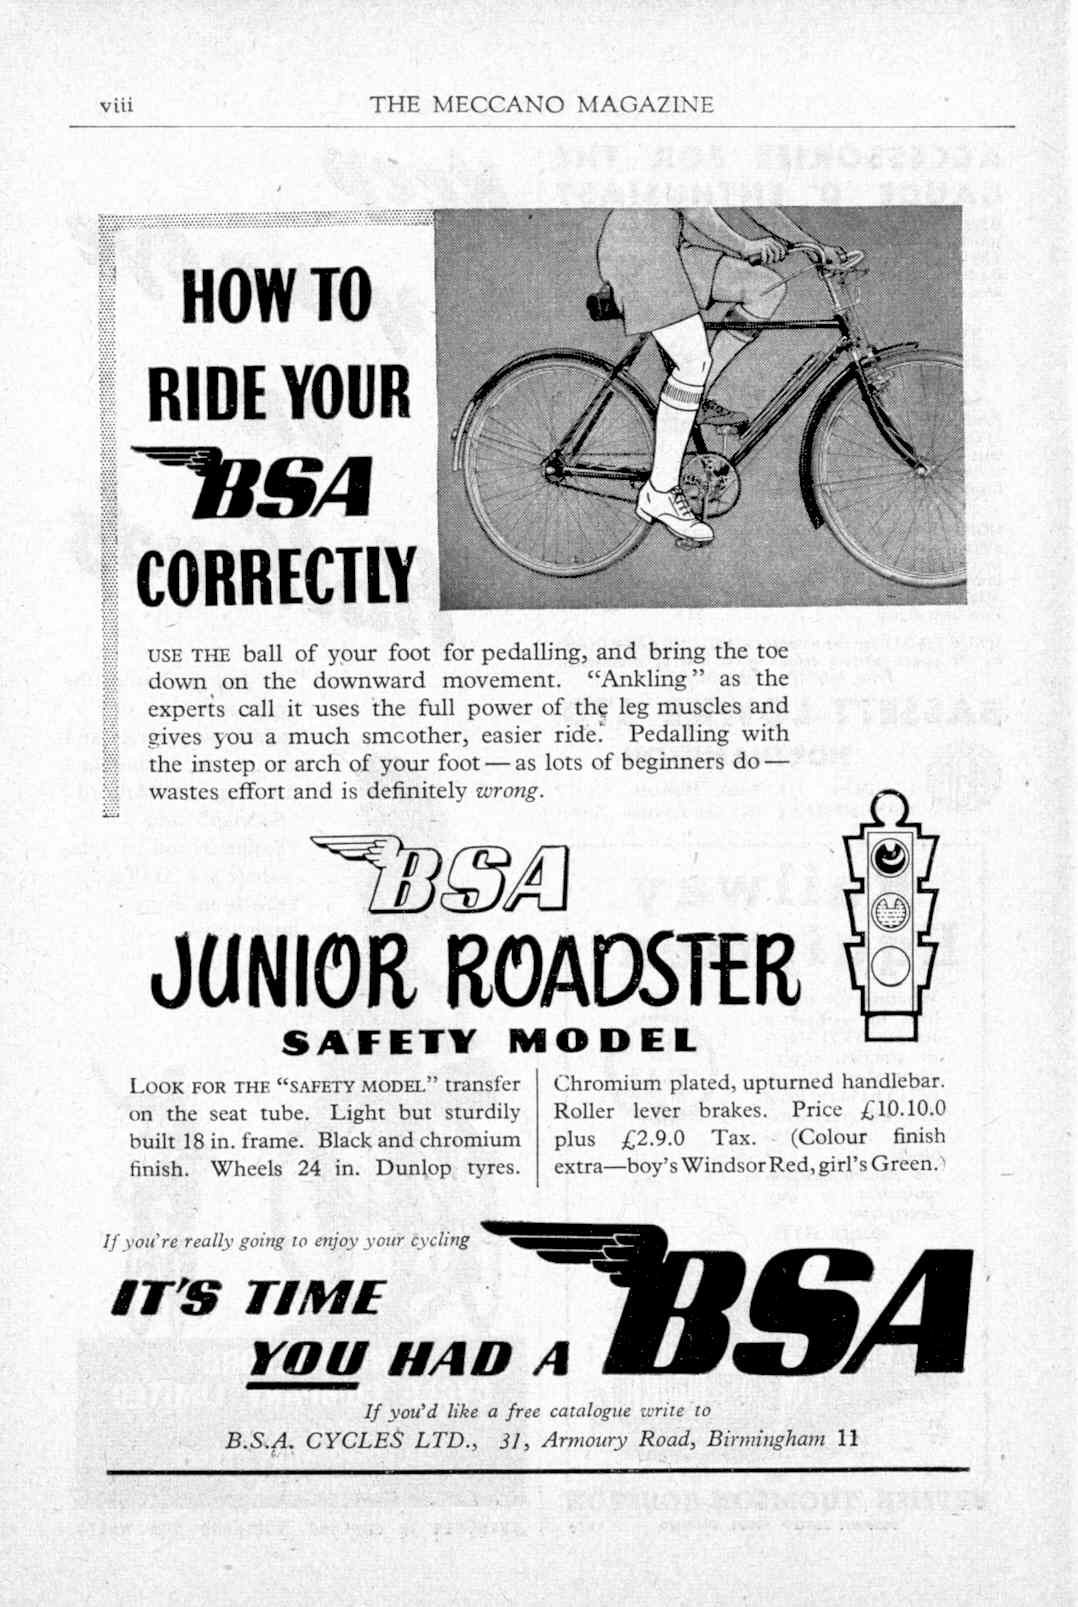 viii
THE MECCANO MAGAZINE
HOW TO
RIDE YOUR
BSA
CORRECTLY
USE THE ball of your foot for pedalling, and bring the toe
down on the downward movement. “Ankling” as the
experts call it uses the full power of the leg muscles and
gives you a much smoother, easier ride. Pedalling with
the instep or arch of your foot — as lots of beginners do —
wastes effort and is definitely wrong.
BSA
JUNIOR ROADSTER
SAFETY MODEL
LOOK FOR THE “SAFETY MODEL” transfer
on the seat tube. Light but sturdily
built 18 in. frame. Black and chromium
finish. Wheels 24 in. Dunlop tyres.
Chromium plated, upturned handlebar.
Roller lever brakes. Price £10.10.0
plus £2.9.0 Tax. (Colour finish
extra—boy's Windsor Red, girl's Green.)
If you're really going to enjoy your cycling
IT'S TIME
YOU HAD A
BSA
If you'd like a free catalogue write to
B.S.A. CYCLES LTD., 31, Armoury Road, Birmingham 11